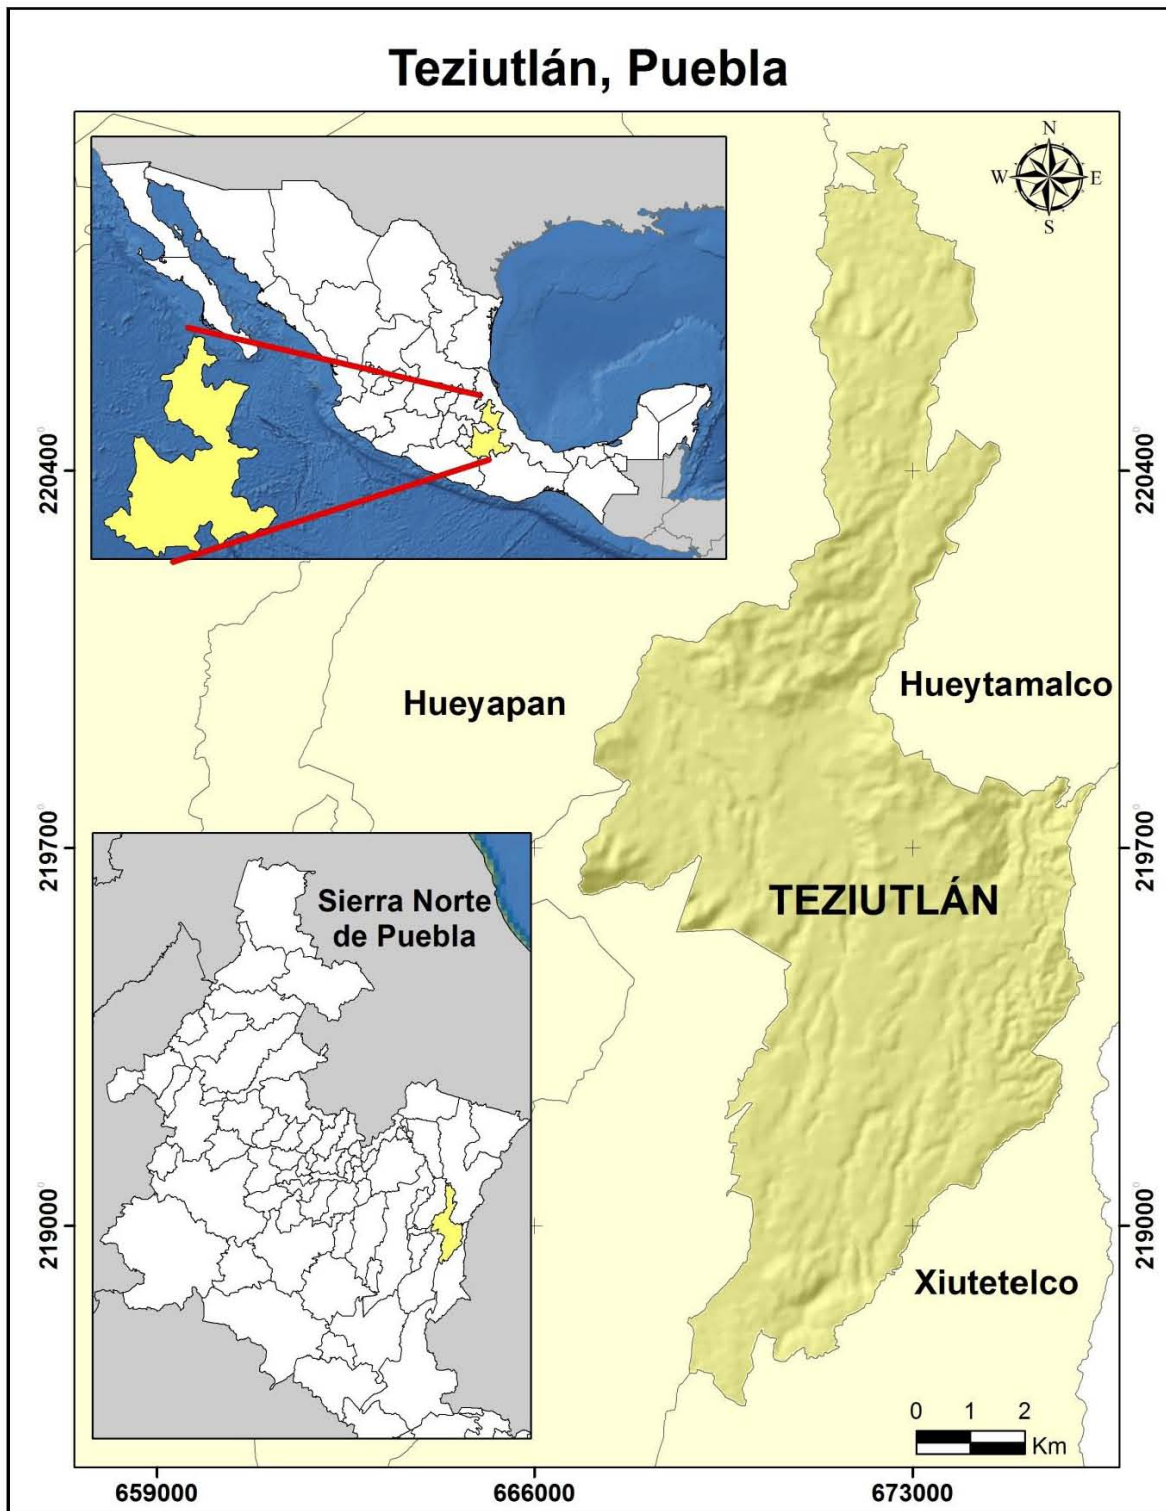 Teziutlán, Puebla
N
W E
S
220400°
220400°
Hueyapan
Hueytamalco
219700°
219700°
TEZIUTLÁN
Sierra Norte
de Puebla
219000°
219000°
Xiutetelco
0 1 2
Km
659000 666000 673000